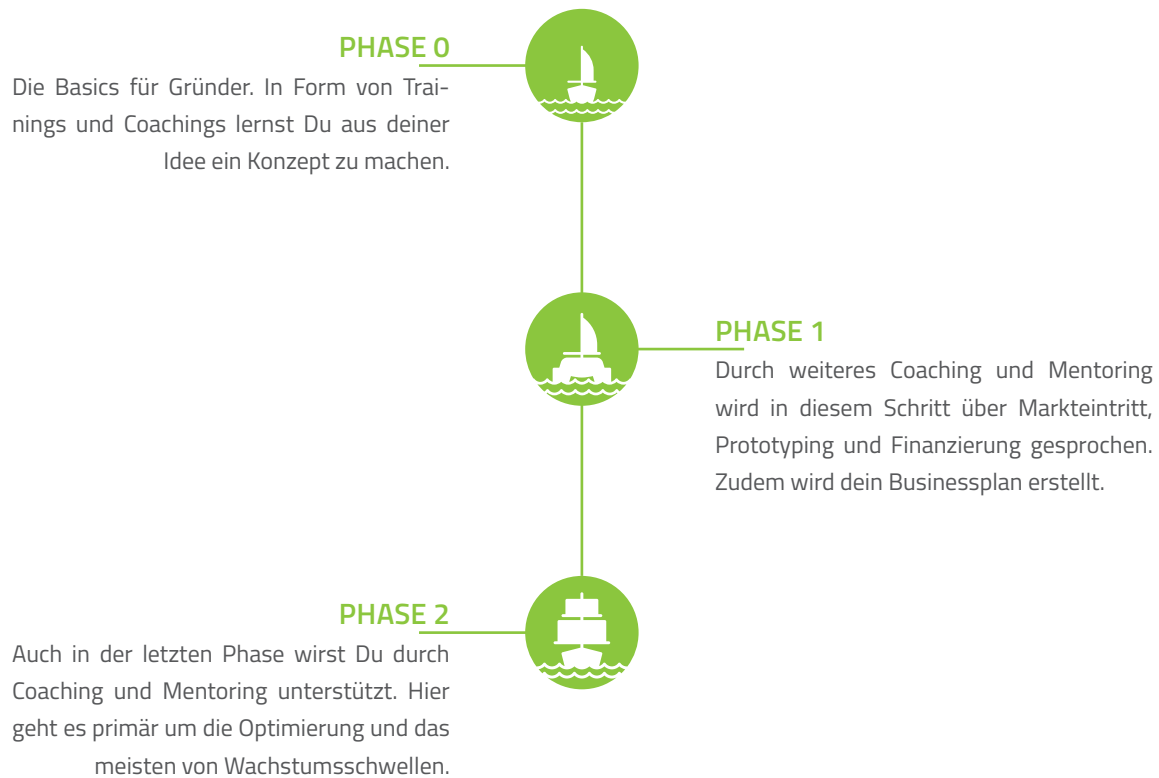 PHASE 0
Die Basics für Gründer. In Form von Trai-
nings und Coachings lernst Du aus deiner
Idee ein Konzept zu machen.
PHASE 1
Durch weiteres Coaching und Mentoring
wird in diesem Schritt über Markteintritt,
Prototyping und Finanzierung gesprochen.
Zudem wird dein Businessplan erstellt.
PHASE 2
Auch in der letzten Phase wirst Du durch
Coaching und Mentoring unterstützt. Hier
geht es primär um die Optimierung und das
meisten von Wachstumsschwellen.